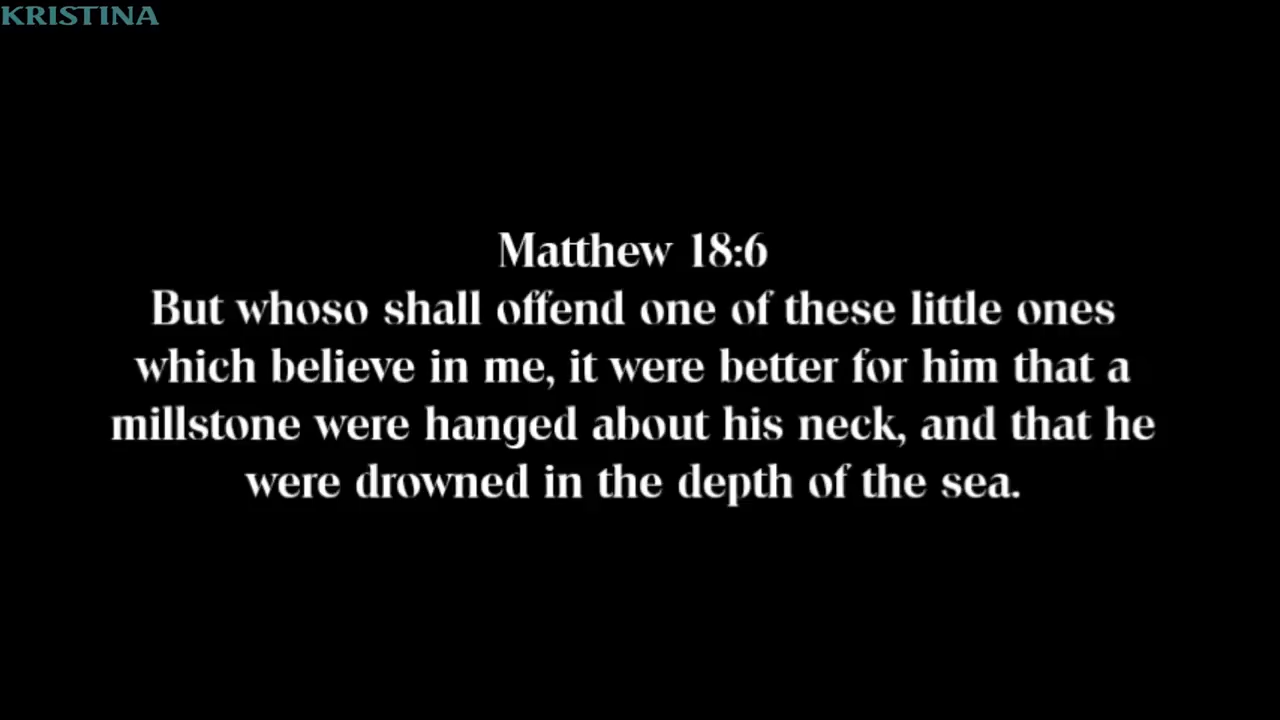 KRISTINA
Matthew 18:6
But whoso shall offend one of these little ones
which believe in me, it were better for him that a
millstone were hanged about his neck, and that he
were drowned in the depth of the sea.